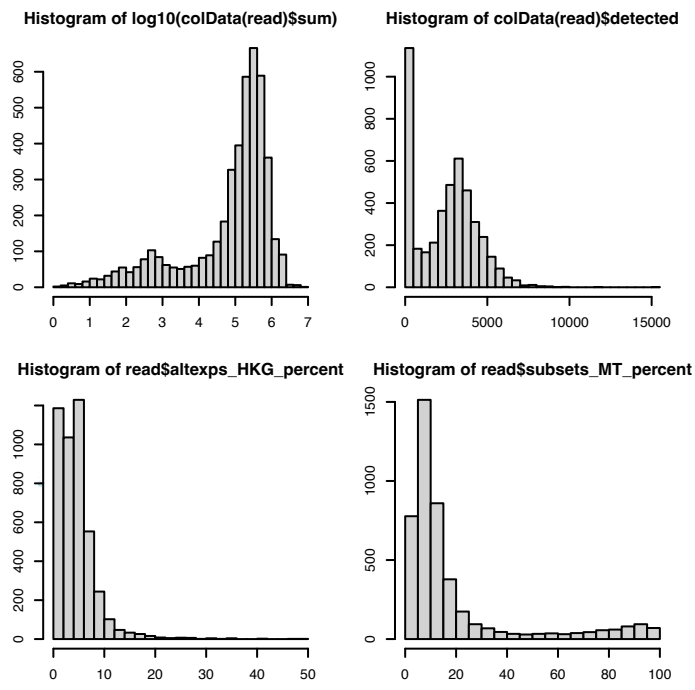 Histogram of log10(colData(read)$sum)
0 100 200 300 400 500 600
0 1 2 3 4 5 6 7
Histogram of colData(read)$detected
0 200 400 600 800 1000
0 5000 10000 15000
Histogram of read$altexps_HKG_percent
0 200 400 600 800 1000
0 10 20 30 40 50
Histogram of read$subsets_MT_percent
0 500 1000 1500
0 20 40 60 80 100